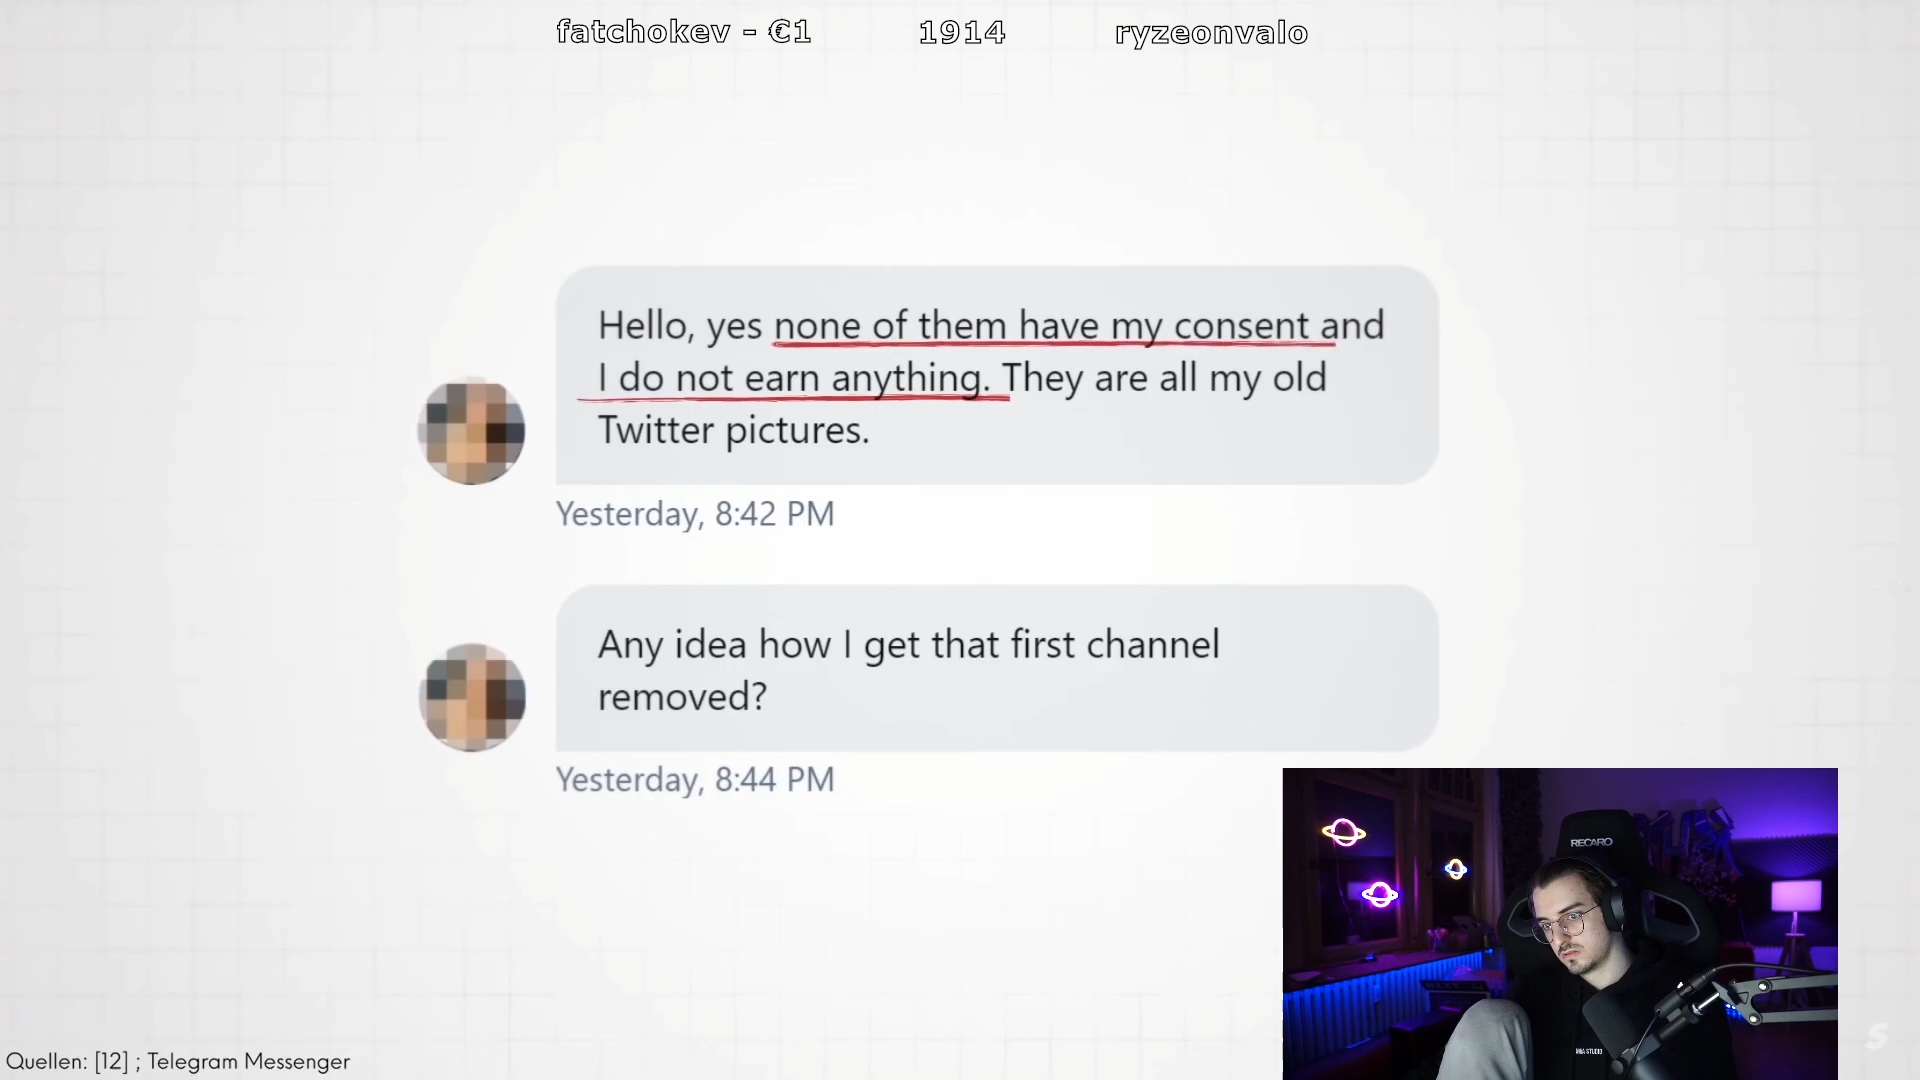 fatchokev - €1 1914 ryzeonvalo
Hello, yes none of them have my consent and
I do not earn anything. They are all my old
Twitter pictures.
Yesterday, 8:42 PM
Any idea how I get that first channel
removed?
Yesterday, 8:44 PM
RECARO
Quellen: [12] ; Telegram Messenger